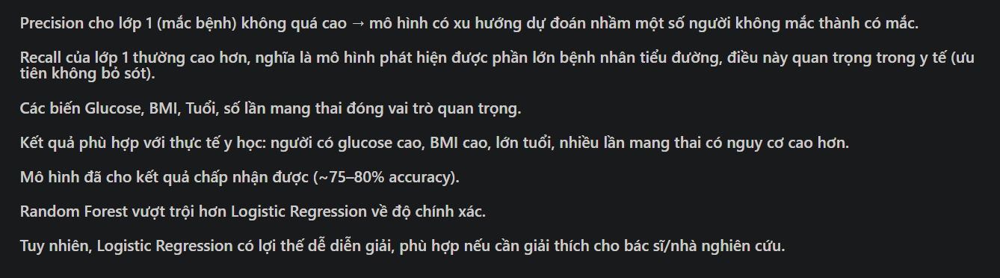 Precision cho lớp 1 (mắc bệnh) không quá cao → mô hình có xu hướng dự đoán nhầm một số người không mắc thành có mắc.
Recall của lớp 1 thường cao hơn, nghĩa là mô hình phát hiện được phần lớn bệnh nhân tiểu đường, điều này quan trọng trong y tế (ưu
tiên không bỏ sót).
Các biến Glucose, BMI, Tuổi, số lần mang thai đóng vai trò quan trọng.
Kết quả phù hợp với thực tế y học: người có glucose cao, BMI cao, lớn tuổi, nhiều lần mang thai có nguy cơ cao hơn.
Mô hình đã cho kết quả chấp nhận được (~75–80% accuracy).
Random Forest vượt trội hơn Logistic Regression về độ chính xác.
Tuy nhiên, Logistic Regression có lợi thế dễ diễn giải, phù hợp nếu cần giải thích cho bác sĩ/nhà nghiên cứu.